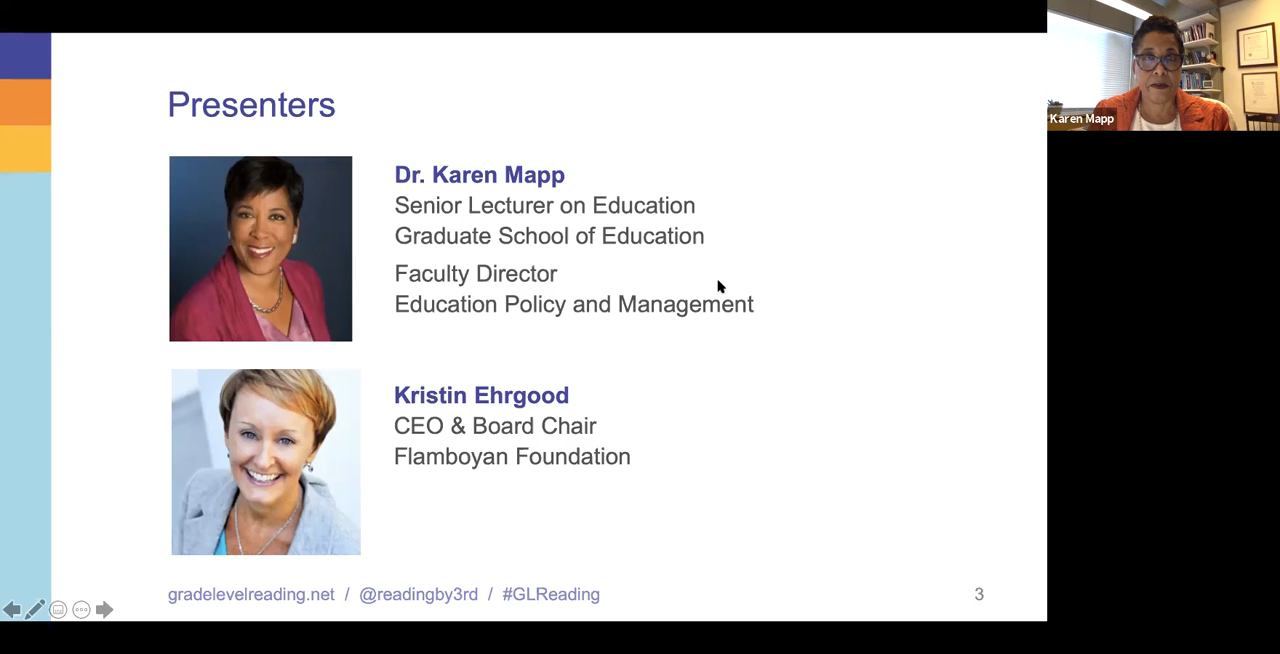 Presenters
Dr. Karen Mapp
Senior Lecturer on Education
Graduate School of Education
Faculty Director
Education Policy and Management
Kristin Ehrgood
CEO & Board Chair
Flamboyan Foundation
gradelevelreading.net / @readingby3rd / #GLReading
3
Karen Mapp